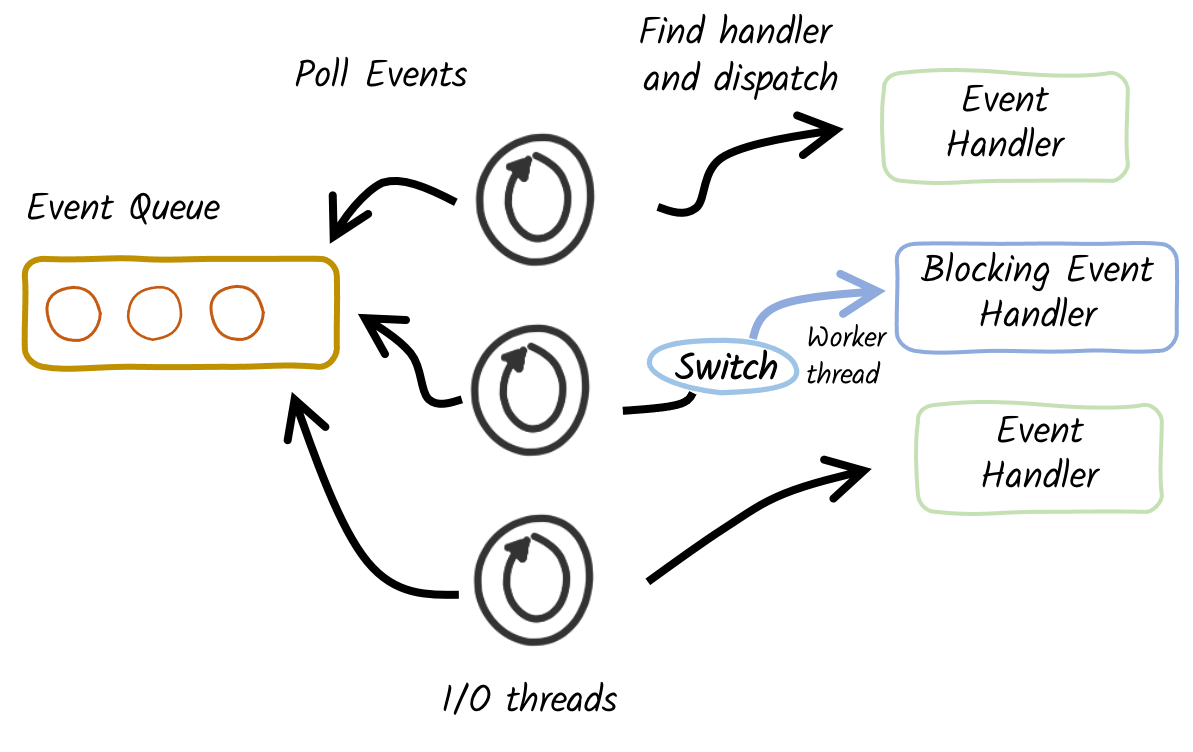 Find handler
and dispatch
Poll Events
Event
Handler
Event Queue
Blocking Event
Handler
Switch
Worker
thread
Event
Handler
I/O threads